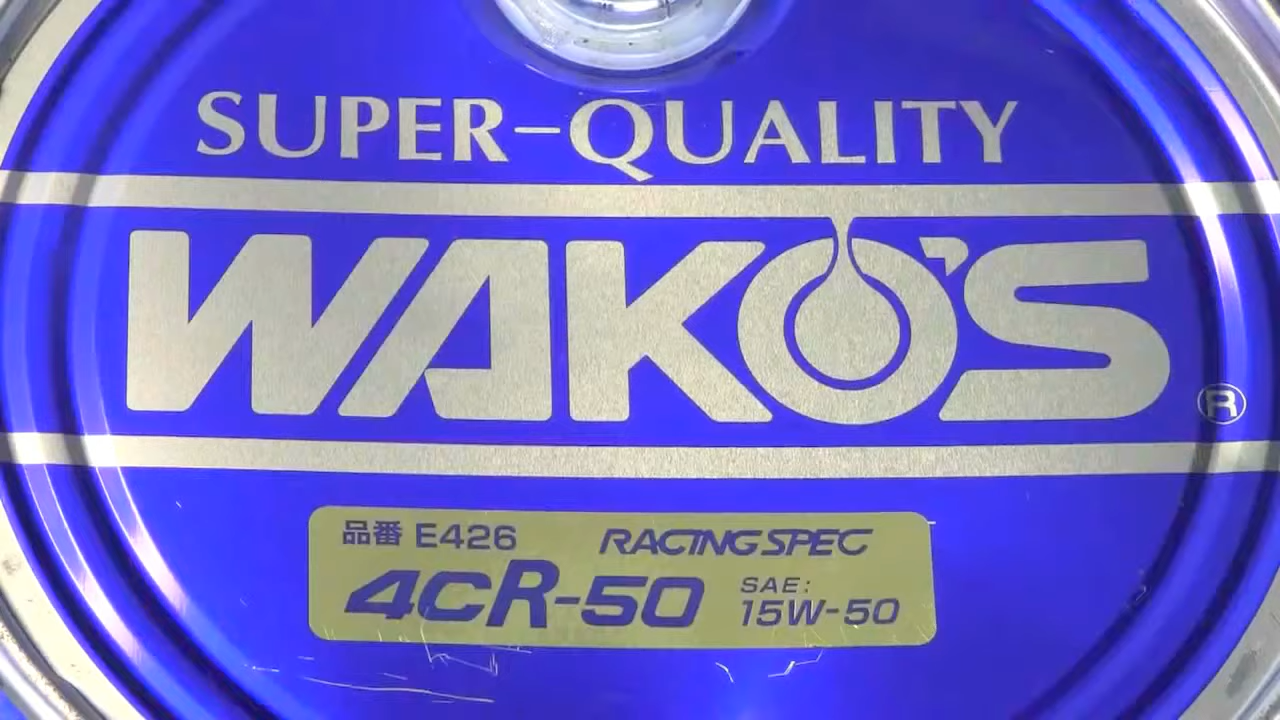 SUPER-QUALITY
WAKO'S ®
品番 E426 RACING SPEC
4CR-50 SAE: 15W-50